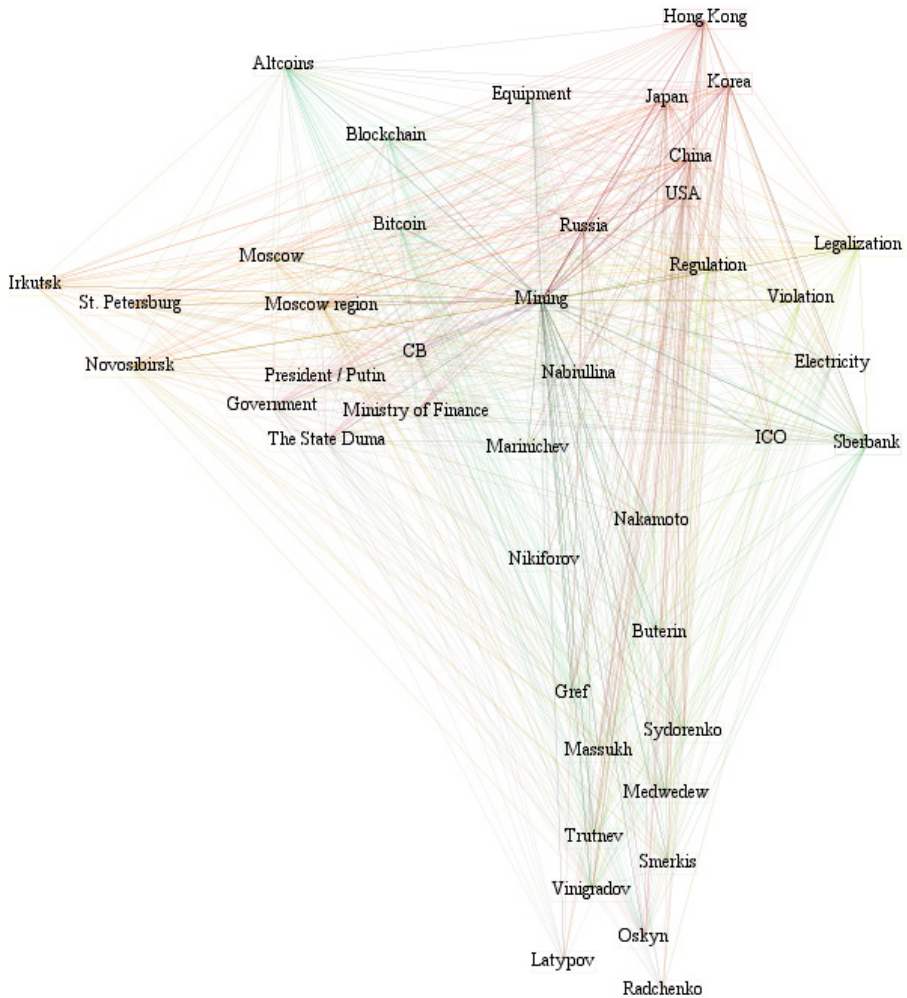 Hong Kong
Altcoins
Korea
Equipment
Japan
Blockchain
China
USA
Bitcoin
Russia
Legalization
Moscow
Regulation
Irkutsk
St. Petersburg
Moscow region
Mining
Violation
CB
Novosibirsk
Electricity
President / Putin
Nabiullina
Government
Ministry of Finance
The State Duma
Marinichev
ICO
Sberbank
Nakamoto
Nikiforov
Buterin
Gref
Sydorenko
Massukh
Medwedew
Trutnev
Smerkis
Vinigradov
Oskyn
Latypov
Radchenko